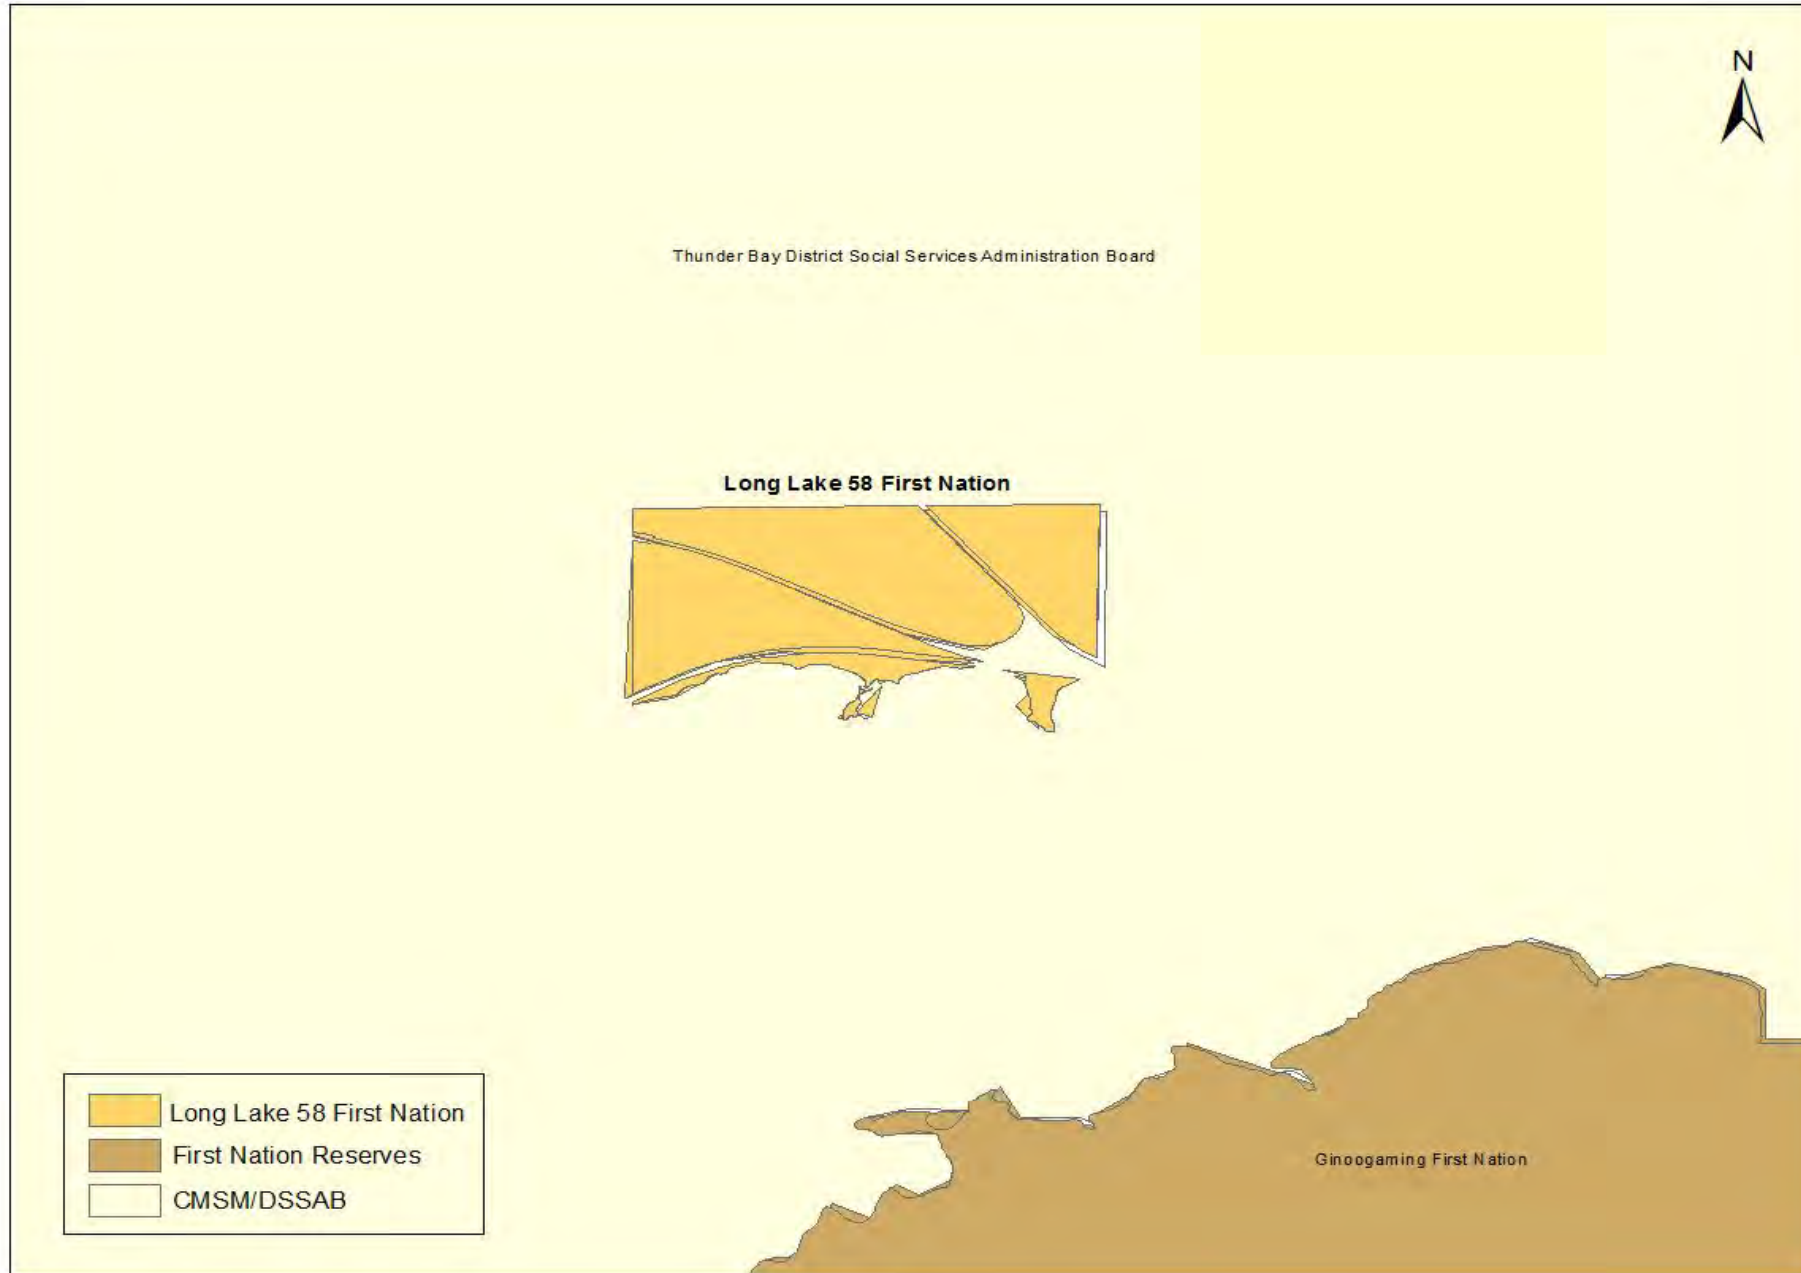 N
Thunder Bay District Social Services Administration Board
Long Lake 58 First Nation
Long Lake 58 First Nation
First Nation Reserves
Ginoogaming First Nation
CMSM/DSSAB